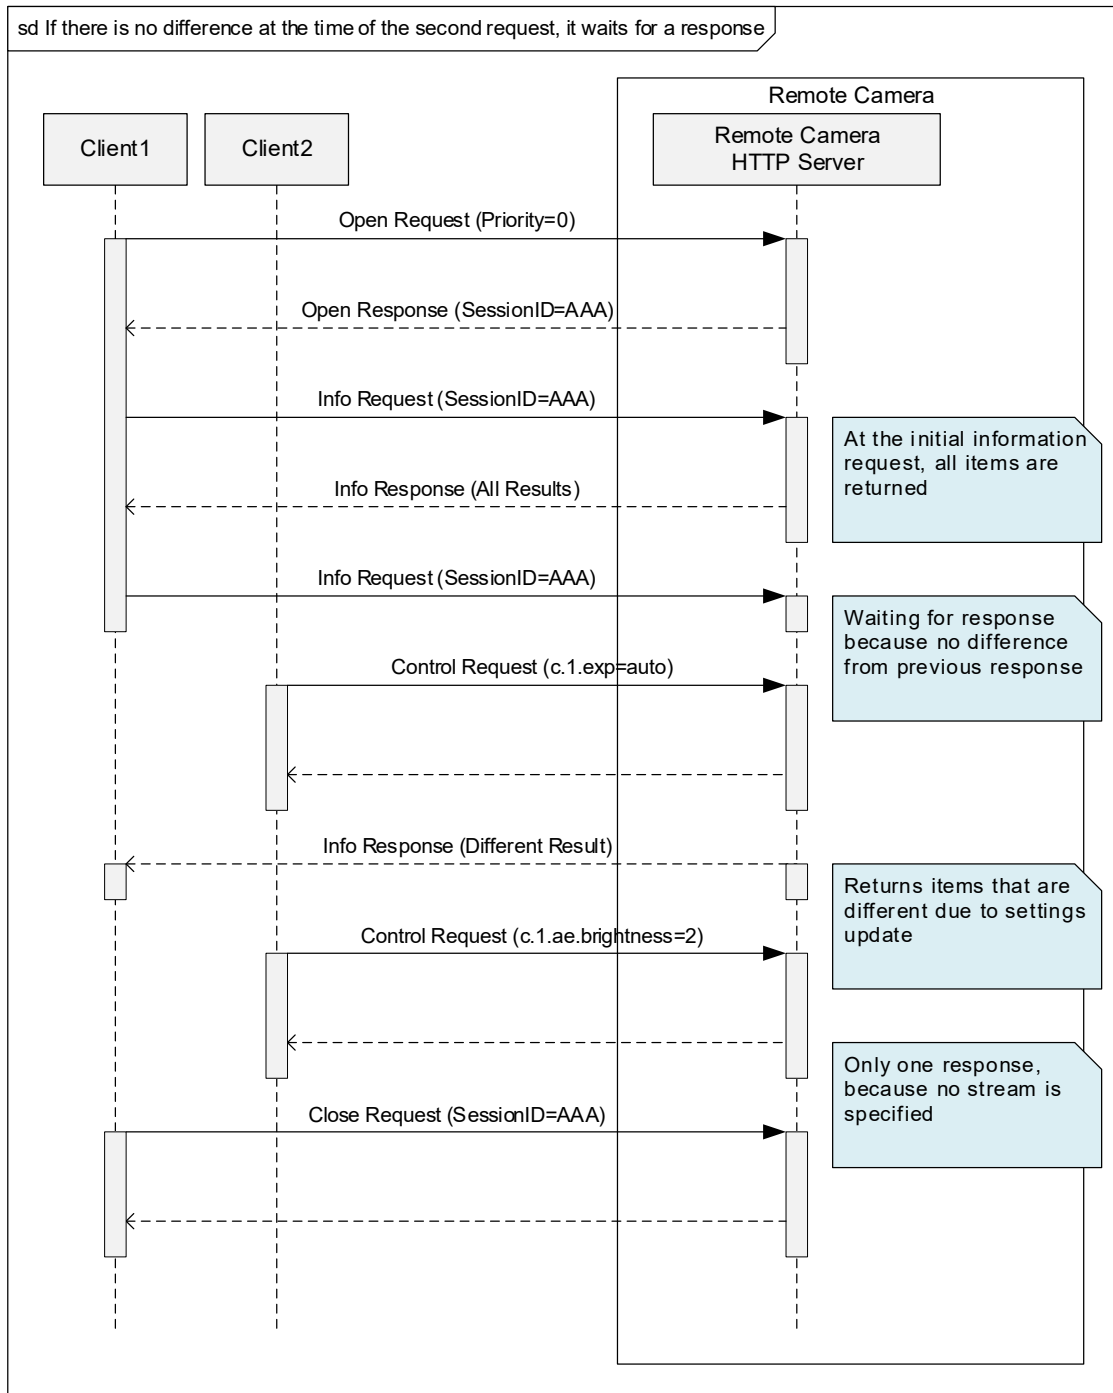 sd If there is no difference at the time of the second request, it waits for a response
Remote Camera
Client1
Client2
Remote Camera
HTTP Server
Open Request (Priority=0)
Open Response (SessionID=AAA)
Info Request (SessionID=AAA)
At the initial information
request, all items are
returned
Info Response (All Results)
Info Request (SessionID=AAA)
Waiting for response
because no difference
from previous response
Control Request (c.1.exp=auto)
Info Response (Different Result)
Returns items that are
different due to settings
update
Control Request (c.1.ae.brightness=2)
Only one response,
because no stream is
specified
Close Request (SessionID=AAA)